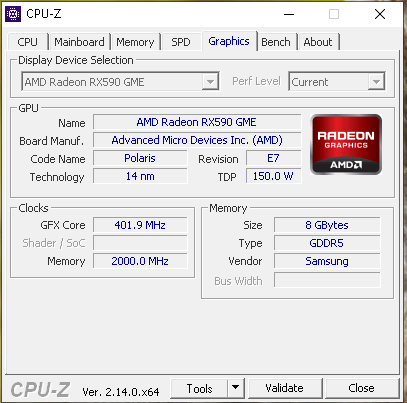 CPU-Z
CPU Mainboard Memory SPD Graphics Bench About
Display Device Selection
AMD Radeon RX590 GME Perf Level Current
GPU
Name AMD Radeon RX590 GME
Board Manuf. Advanced Micro Devices Inc. (AMD)
Code Name Polaris Revision E7
Technology 14 nm TDP 150.0 W
RADEON
GRAPHICS
AMD
Clocks
GFX Core 401.9 MHz
Shader / SoC
Memory 2000.0 MHz
Memory
Size 8 GBytes
Type GDDR5
Vendor Samsung
Bus Width
CPU-Z Ver. 2.14.0.x64 Tools Validate Close